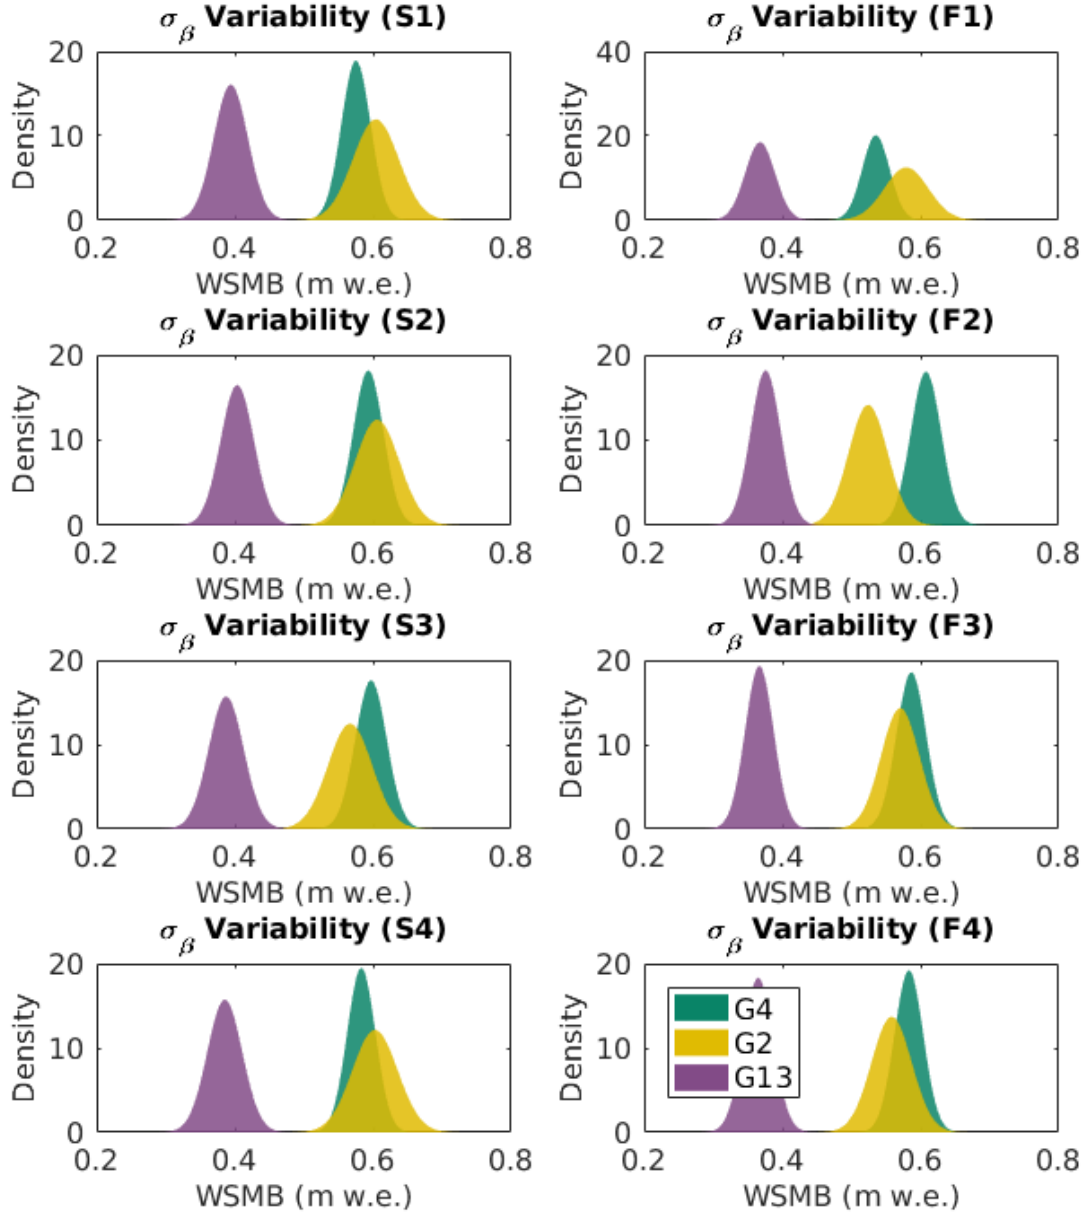 σβ Variability (S1)
20
10
0
Density
0.2 0.4 0.6 0.8
WSMB (m w.e.)
σβ Variability (F1)
40
20
0
Density
0.2 0.4 0.6 0.8
WSMB (m w.e.)
σβ Variability (S2)
20
10
0
Density
0.2 0.4 0.6 0.8
WSMB (m w.e.)
σβ Variability (F2)
20
10
0
Density
0.2 0.4 0.6 0.8
WSMB (m w.e.)
σβ Variability (S3)
20
10
0
Density
0.2 0.4 0.6 0.8
WSMB (m w.e.)
σβ Variability (F3)
20
10
0
Density
0.2 0.4 0.6 0.8
WSMB (m w.e.)
σβ Variability (S4)
20
10
0
Density
0.2 0.4 0.6 0.8
WSMB (m w.e.)
σβ Variability (F4)
20
10
0
Density
G4
G2
G13
0.2 0.4 0.6 0.8
WSMB (m w.e.)